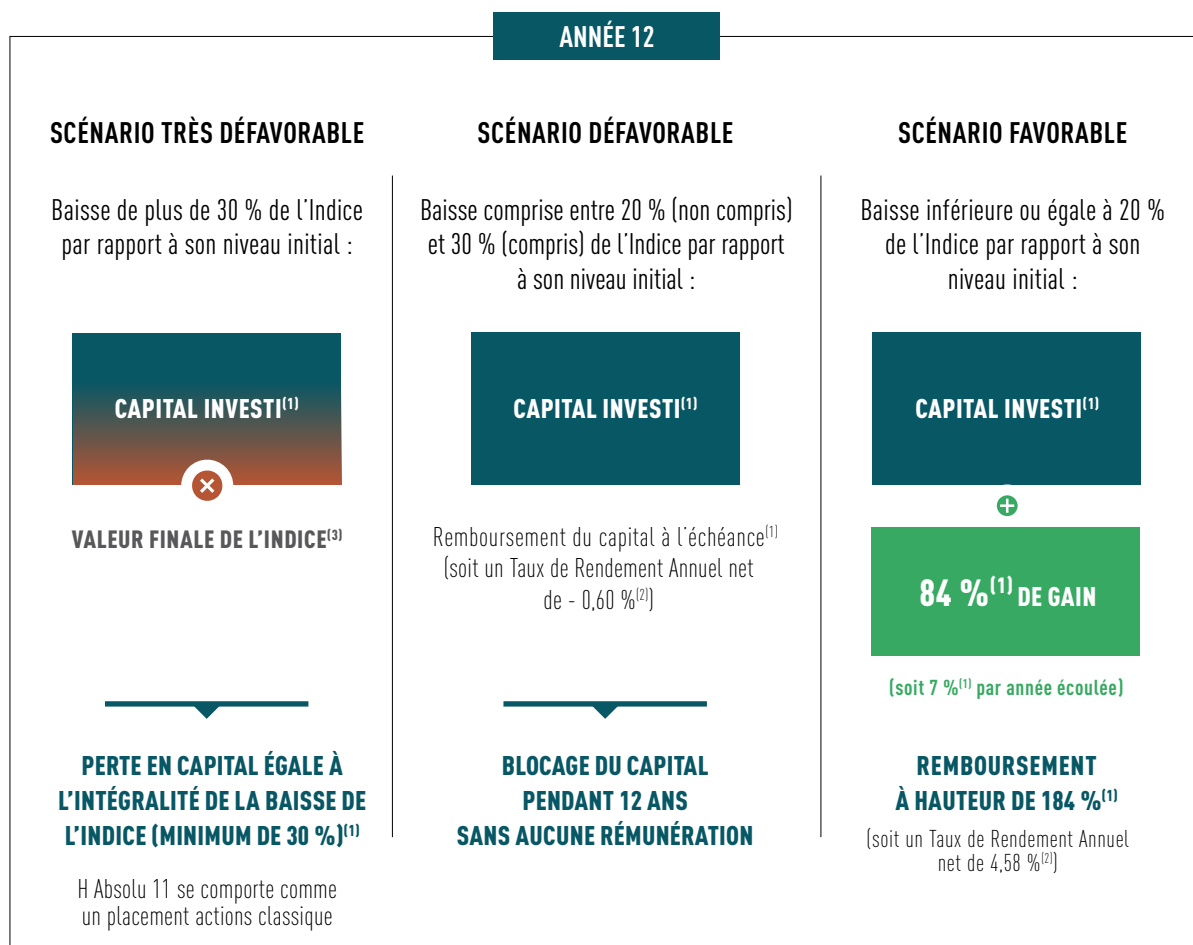 ANNÉE 12
SCÉNARIO TRÈS DÉFAVORABLE
Baisse de plus de 30 % de l'Indice
par rapport à son niveau initial :
CAPITAL INVESTI(1)
VALEUR FINALE DE L'INDICE(3)
PERTE EN CAPITAL ÉGALE À
L'INTÉGRALITÉ DE LA BAISSE DE
L'INDICE (MINIMUM DE 30 %)(1)
H Absolu 11 se comporte comme
un placement actions classique
SCÉNARIO DÉFAVORABLE
Baisse comprise entre 20 % (non compris)
et 30 % (compris) de l'Indice par rapport
à son niveau initial :
CAPITAL INVESTI(1)
Remboursement du capital à l'échéance(1)
(soit un Taux de Rendement Annuel net
de - 0,60 %(2))
BLOCAGE DU CAPITAL
PENDANT 12 ANS
SANS AUCUNE RÉMUNÉRATION
SCÉNARIO FAVORABLE
Baisse inférieure ou égale à 20 %
de l'Indice par rapport à son
niveau initial :
CAPITAL INVESTI(1)
84 %(1) DE GAIN
(soit 7 %(1) par année écoulée)
REMBOURSEMENT
À HAUTEUR DE 184 %(1)
(soit un Taux de Rendement Annuel
net de 4,58 %(2))